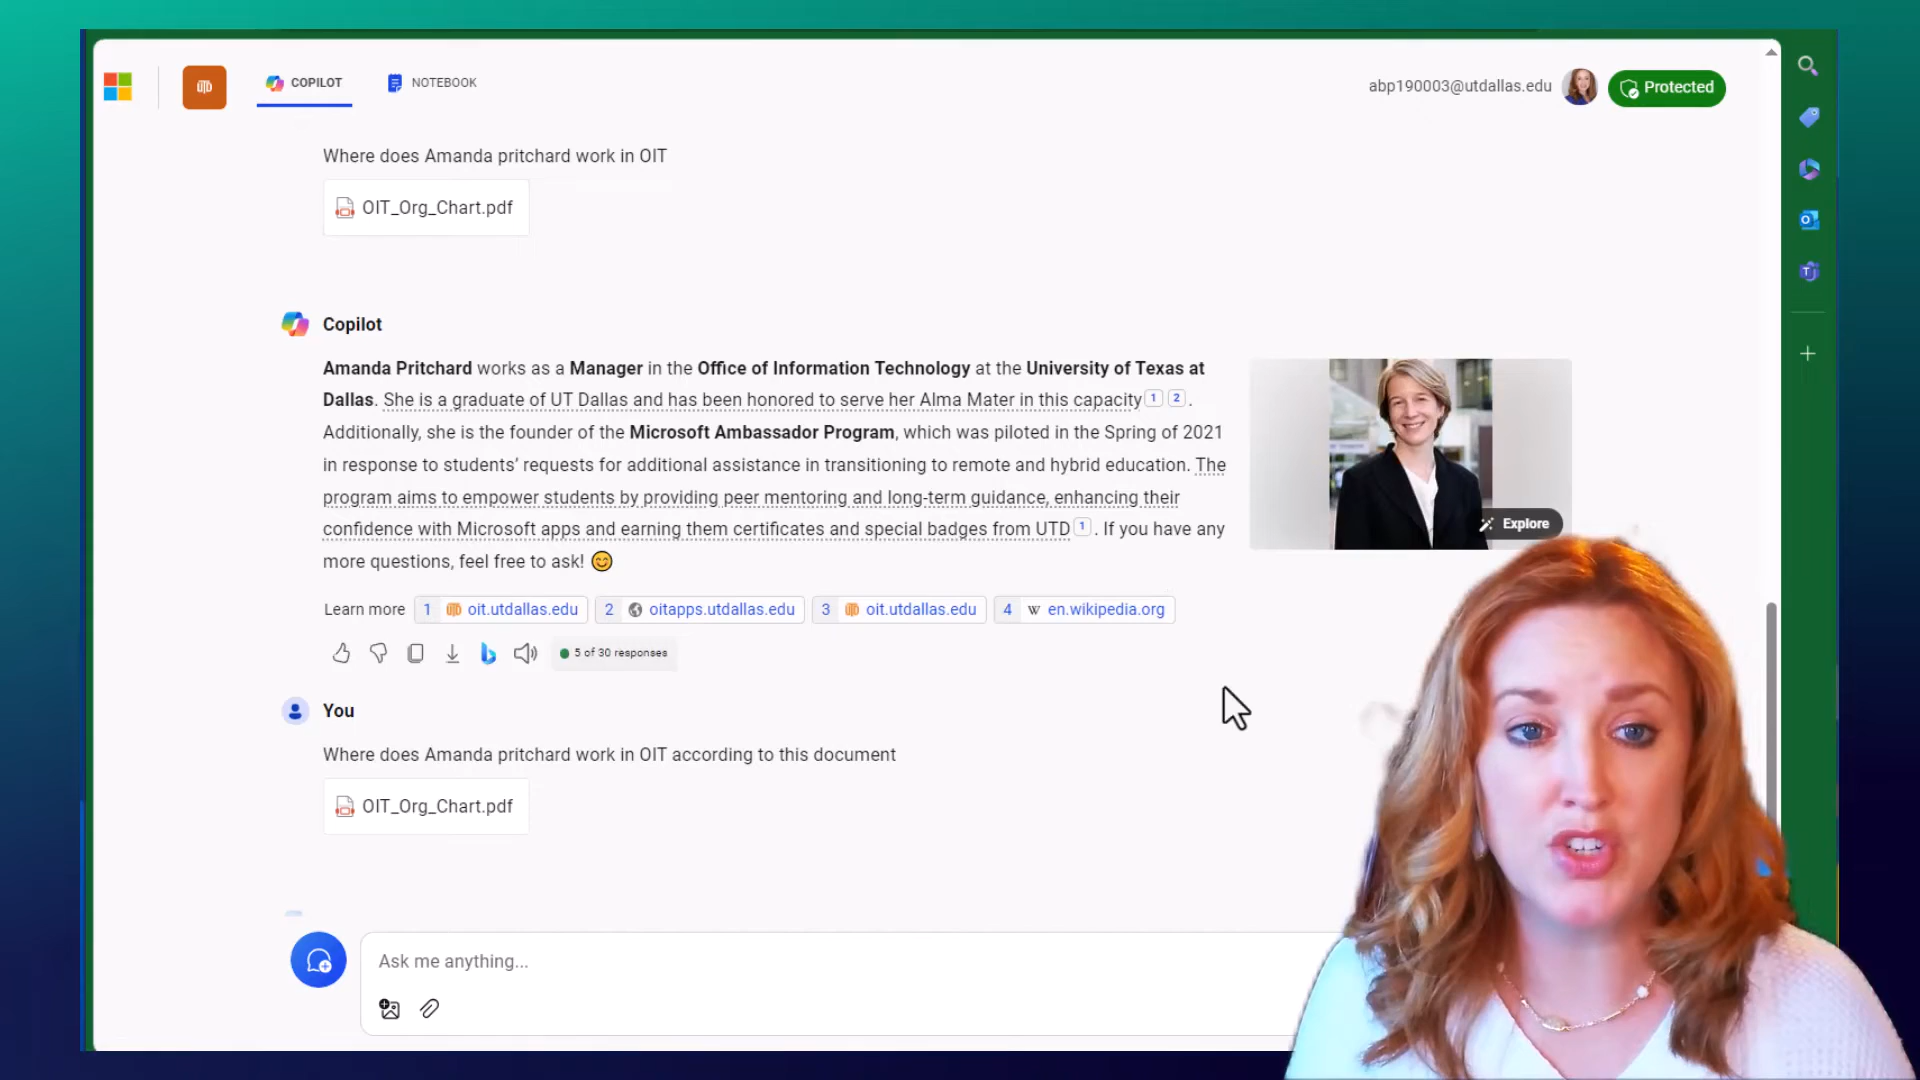 UTD
COPILOT
NOTEBOOK
abp190003@utdallas.edu
Protected
Where does Amanda pritchard work in OIT
OIT_Org_Chart.pdf
Copilot
Amanda Pritchard works as a Manager in the Office of Information Technology at the University of Texas at
Dallas. She is a graduate of UT Dallas and has been honored to serve her Alma Mater in this capacity 1 2 .
Additionally, she is the founder of the Microsoft Ambassador Program, which was piloted in the Spring of 2021
in response to students’ requests for additional assistance in transitioning to remote and hybrid education. The
program aims to empower students by providing peer mentoring and long-term guidance, enhancing their
confidence with Microsoft apps and earning them certificates and special badges from UTD 1 . If you have any
more questions, feel free to ask! 😊
Explore
Learn more 1 oit.utdallas.edu 2 oitapps.utdallas.edu 3 oit.utdallas.edu 4 W en.wikipedia.org
5 of 30 responses
You
Where does Amanda pritchard work in OIT according to this document
OIT_Org_Chart.pdf
Ask me anything...